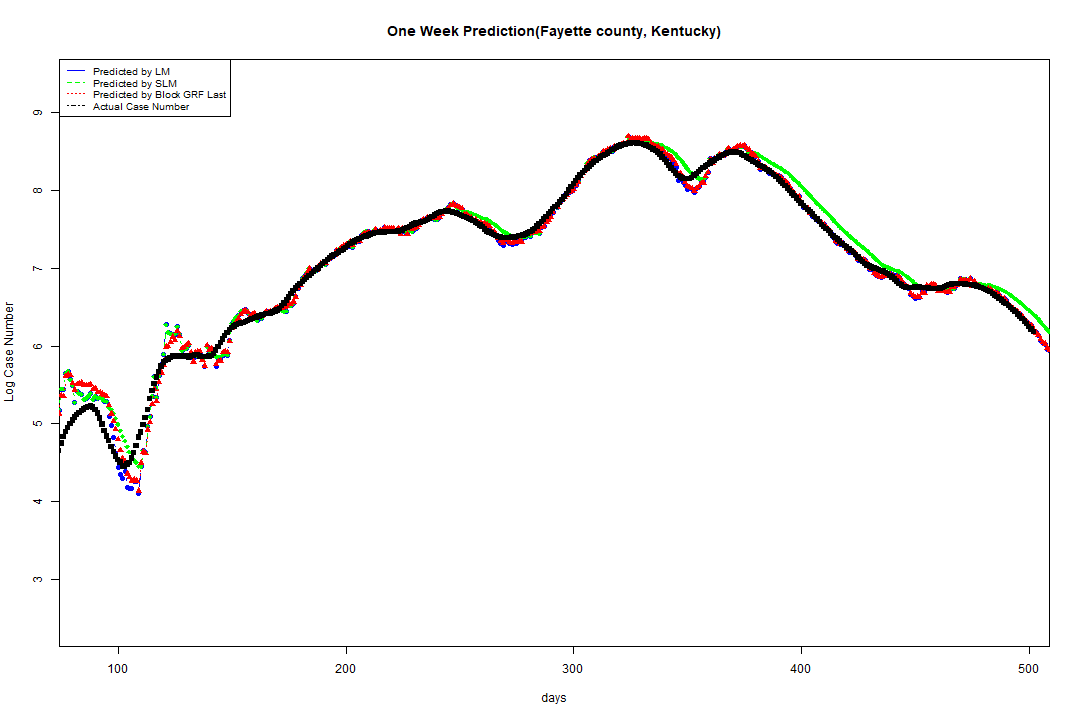 One Week Prediction(Fayette county, Kentucky)
Predicted by LM
Predicted by SLM
Predicted by Block GRF Last
Actual Case Number
9
8
7
6
5
4
3
Log Case Number
100 200 300 400 500
days